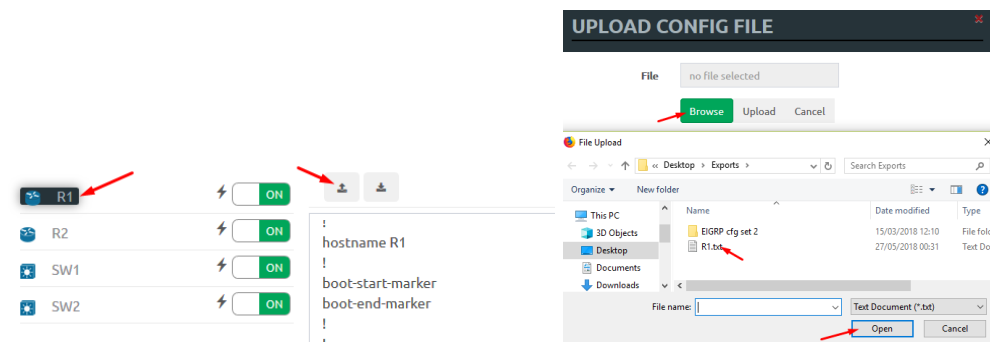 R1
ON
R2
ON
SW1
ON
SW2
ON
!
hostname R1
!
boot-start-marker
boot-end-marker
!
UPLOAD CONFIG FILE
File
no file selected
Browse
Upload
Cancel
File Upload
« Desktop › Exports ›
Search Exports
Organize
New folder
This PC
3D Objects
Desktop
Documents
Downloads
Name
Date modified
Type
EIGRP cfg set 2
15/03/2018 12:10
File fol
R1.txt
27/05/2018 00:31
Text Do
File name:
Text Document (*.txt)
Open
Cancel